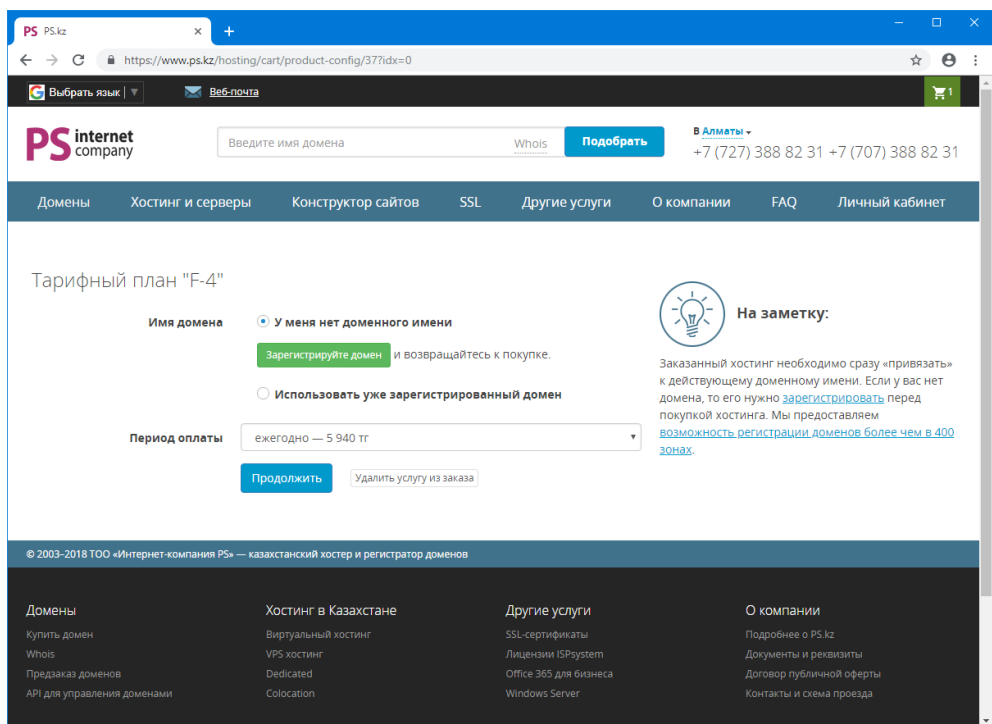 PS PS.kz
https://www.ps.kz/hosting/cart/product-config/37?idx=0
Выбрать язык
Веб-почта
1
PS internet company
Введите имя домена
Whois
Подобрать
В Алматы
+7 (727) 388 82 31 +7 (707) 388 82 31
Домены Хостинг и серверы Конструктор сайтов SSL Другие услуги О компании FAQ Личный кабинет
Тарифный план "F-4"
Имя домена
У меня нет доменного имени
Зарегистрируйте домен и возвращайтесь к покупке.
Использовать уже зарегистрированный домен
Период оплаты
ежегодно — 5 940 тг
Продолжить
Удалить услугу из заказа
На заметку:
Заказанный хостинг необходимо сразу «привязать»
к действующему доменному имени. Если у вас нет
домена, то его нужно зарегистрировать перед
покупкой хостинга. Мы предоставляем
возможность регистрации доменов более чем в 400
зонах.
© 2003–2018 ТОО «Интернет-компания PS» — казахстанский хостер и регистратор доменов
Домены
Купить домен
Whois
Предзаказ доменов
API для управления доменами
Хостинг в Казахстане
Виртуальный хостинг
VPS хостинг
Dedicated
Colocation
Другие услуги
SSL-сертификаты
Лицензии ISPsystem
Office 365 для бизнеса
Windows Server
О компании
Подробнее о PS.kz
Документы и реквизиты
Договор публичной оферты
Контакты и схема проезда